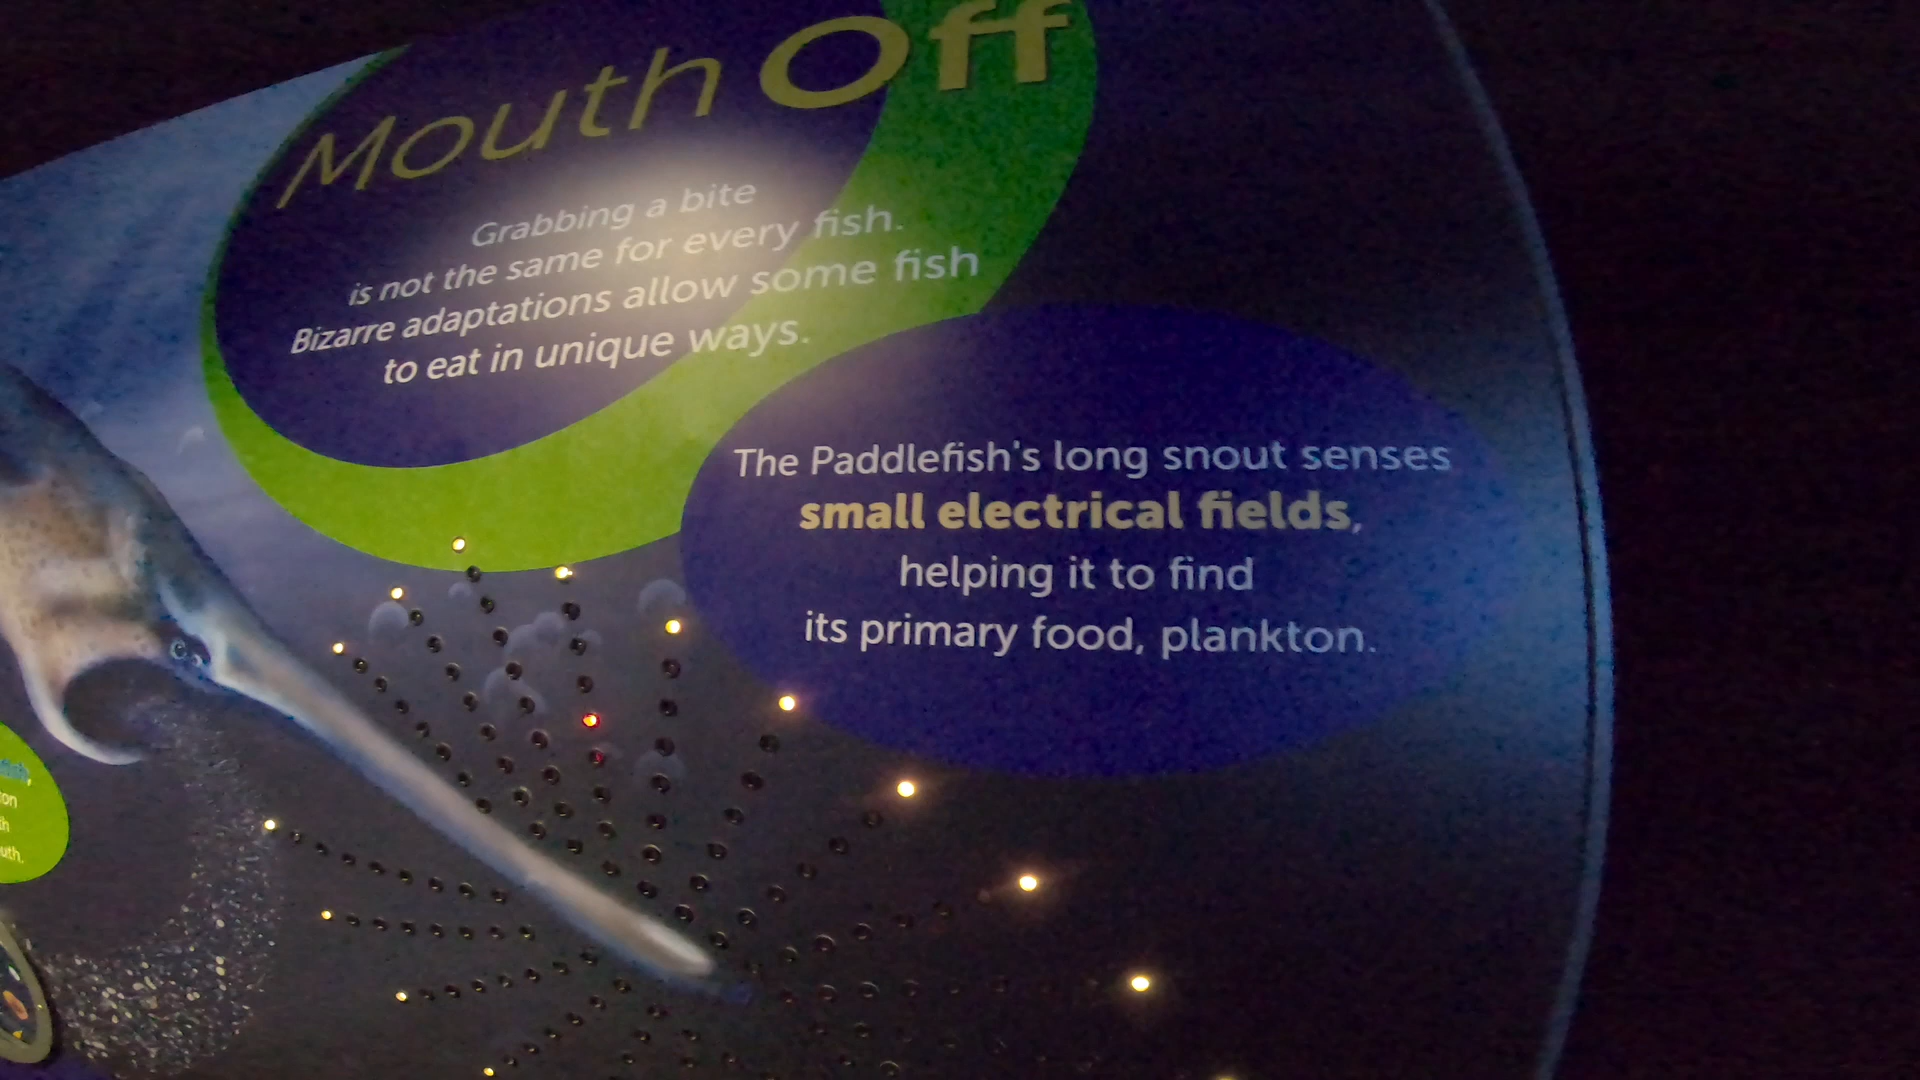 Mouth Off
Grabbing a bite
is not the same for every fish.
Bizarre adaptations allow some fish
to eat in unique ways.
The Paddlefish's long snout senses
small electrical fields,
helping it to find
its primary food, plankton.